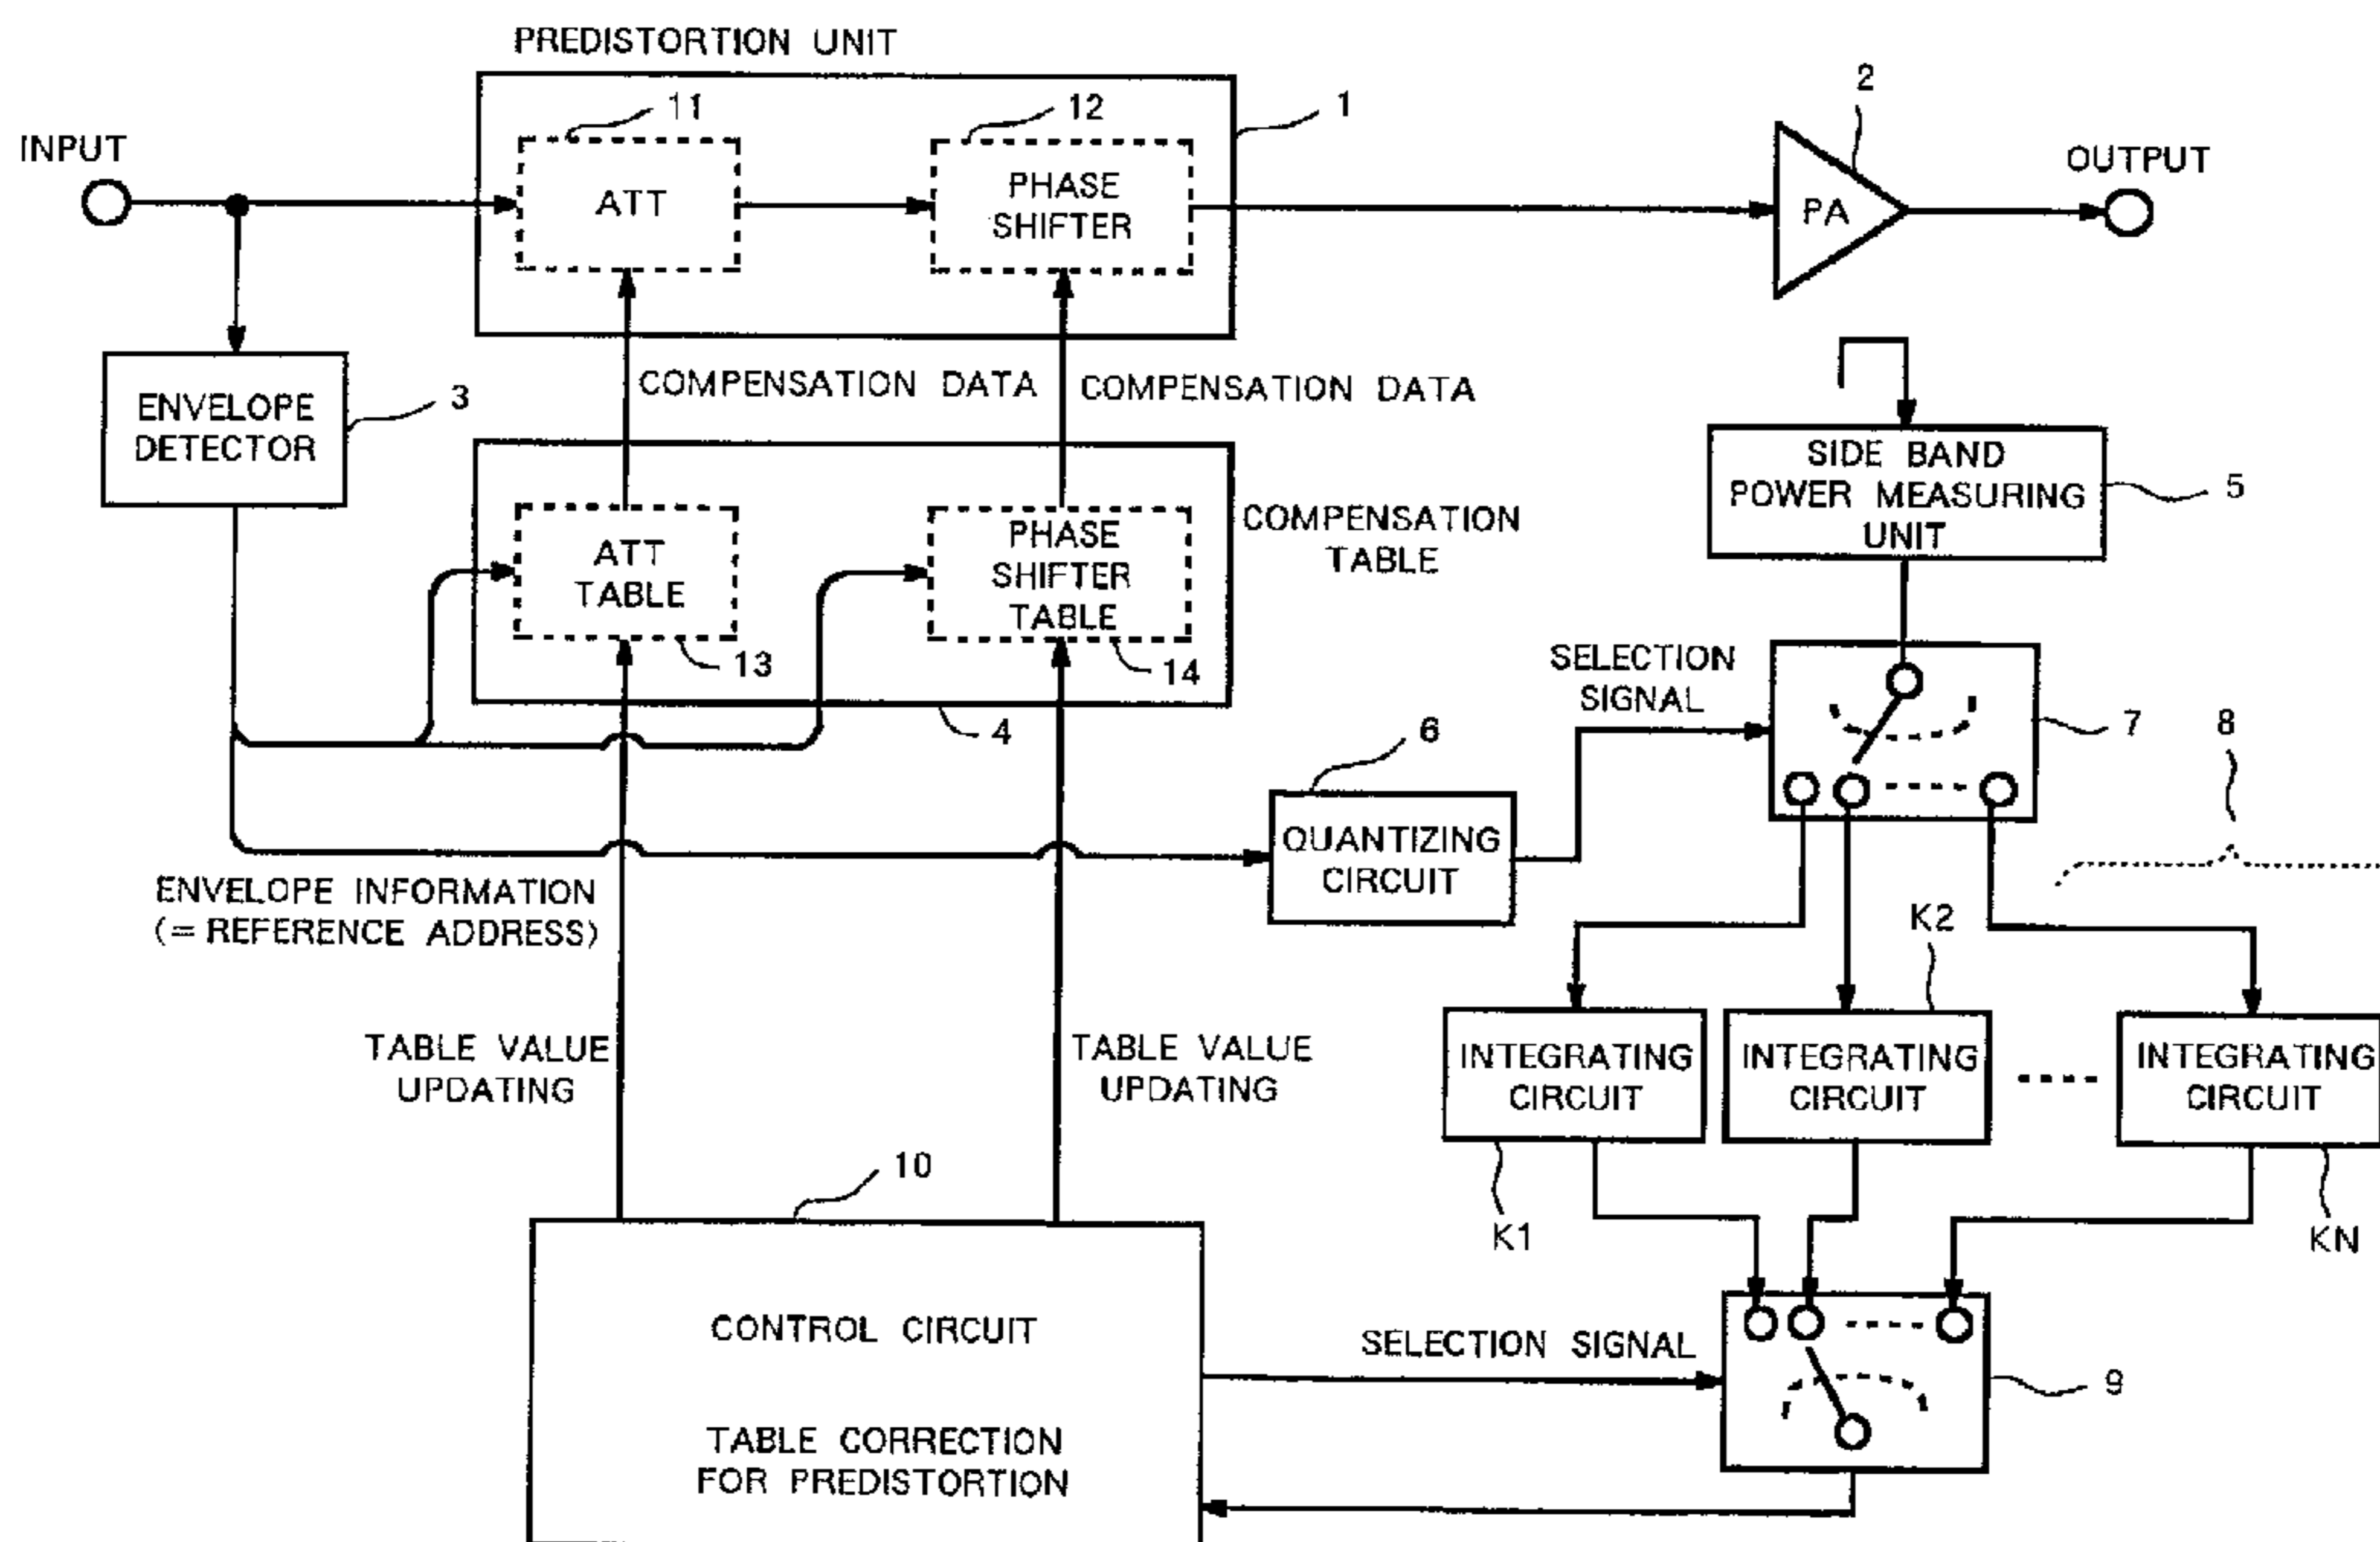 PREDISTORTION UNIT
2
11
12
1
INPUT
OUTPUT
ATT
PHASE
SHIFTER
PA
COMPENSATION DATA
COMPENSATION DATA
3
ENVELOPE
DETECTOR
SIDE BAND
POWER MEASURING
UNIT
5
ATT
TABLE
PHASE
SHIFTER
TABLE
COMPENSATION
TABLE
13
14
SELECTION
SIGNAL
4
6
7
8
QUANTIZING
CIRCUIT
ENVELOPE INFORMATION
(= REFERENCE ADDRESS)
K2
TABLE VALUE
UPDATING
TABLE VALUE
UPDATING
INTEGRATING
CIRCUIT
INTEGRATING
CIRCUIT
INTEGRATING
CIRCUIT
10
K1
KN
CONTROL CIRCUIT
SELECTION SIGNAL
9
TABLE CORRECTION
FOR PREDISTORTION